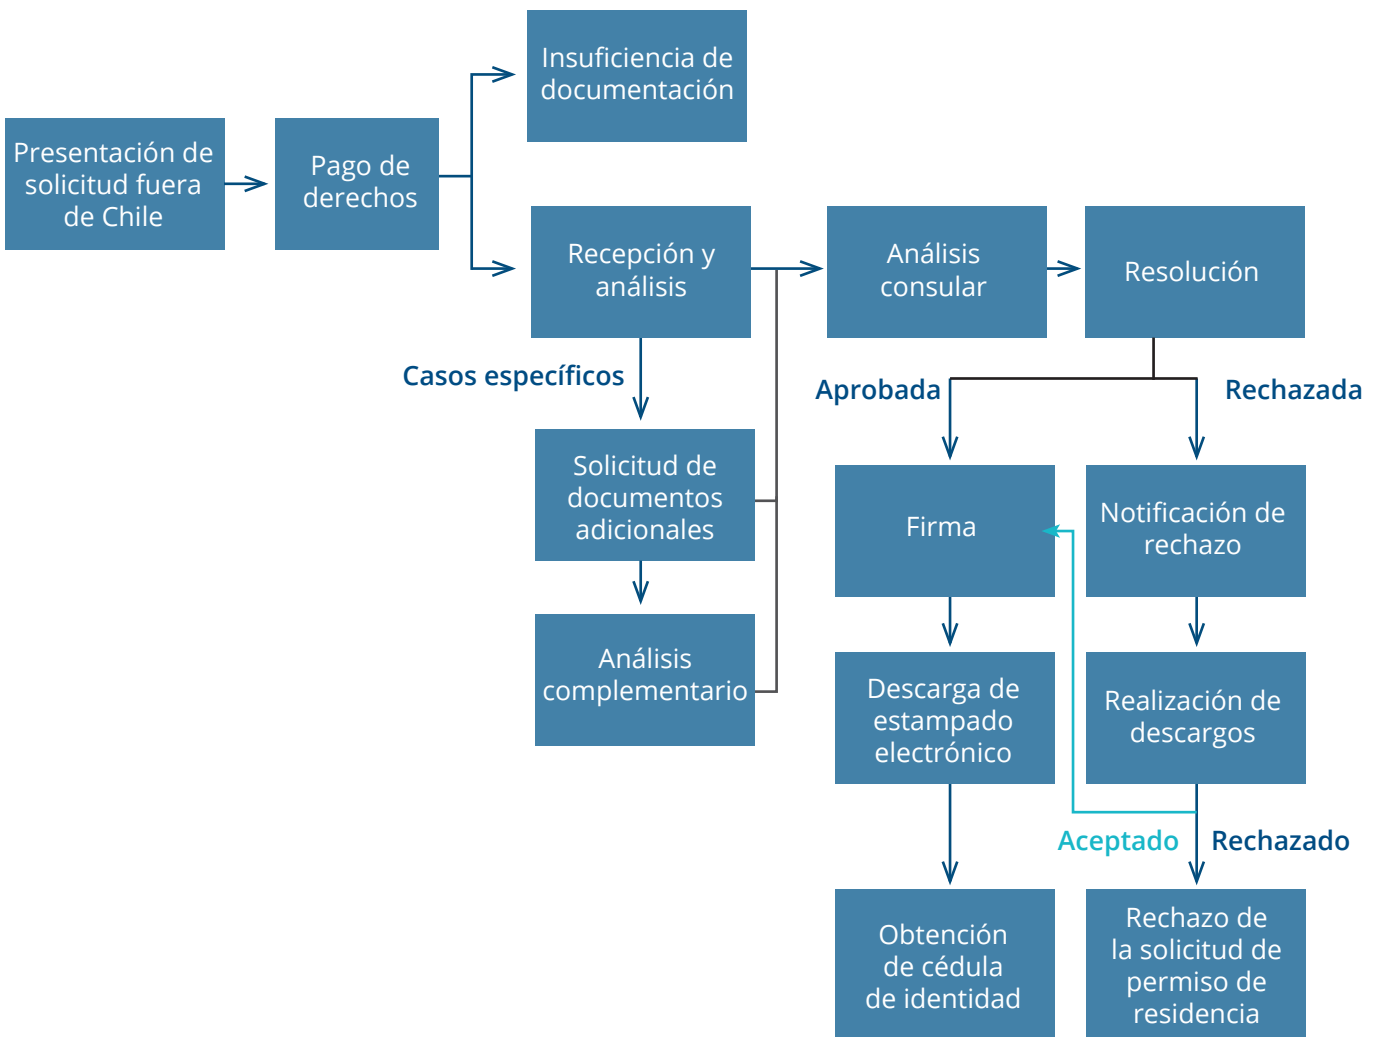 Insuficiencia de
documentación
Presentación de
solicitud fuera
de Chile
Pago de
derechos
Recepción y
análisis
Análisis
consular
Resolución
Casos específicos
Aprobada
Rechazada
Solicitud de
documentos
adicionales
Firma
Notificación de
rechazo
Análisis
complementario
Descarga de
estampado
electrónico
Realización de
descargos
Aceptado
Rechazado
Obtención
de cédula
de identidad
Rechazo de
la solicitud de
permiso de
residencia